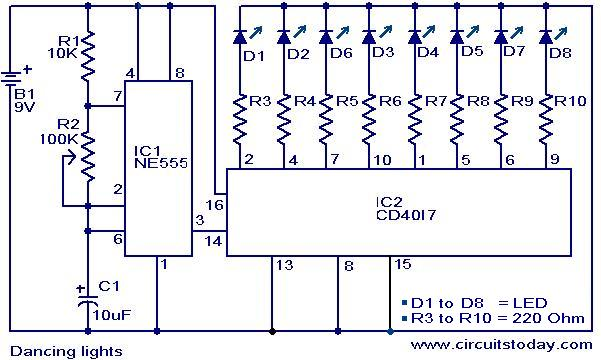 R1
10K
B1
9V
R2
100K
C1
10uF
4
8
7
2
6
1
3
IC1
NE555
D1 D2 D6 D3 D4 D5 D7 D8
R3 R4 R5 R6 R7 R8 R9 R10
2 4 7 10 1 5 6 9
16
14
IC2
CD40I7
13 8 15
D1 to D8 = LED
R3 to R10 = 220 Ohm
Dancing lights
www.circuitstoday.com